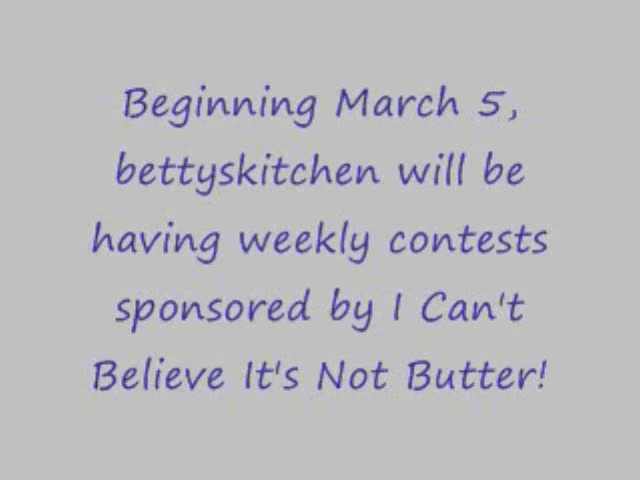 Beginning March 5,
bettyskitchen will be
having weekly contests
sponsored by I Can't
Believe It's Not Butter!